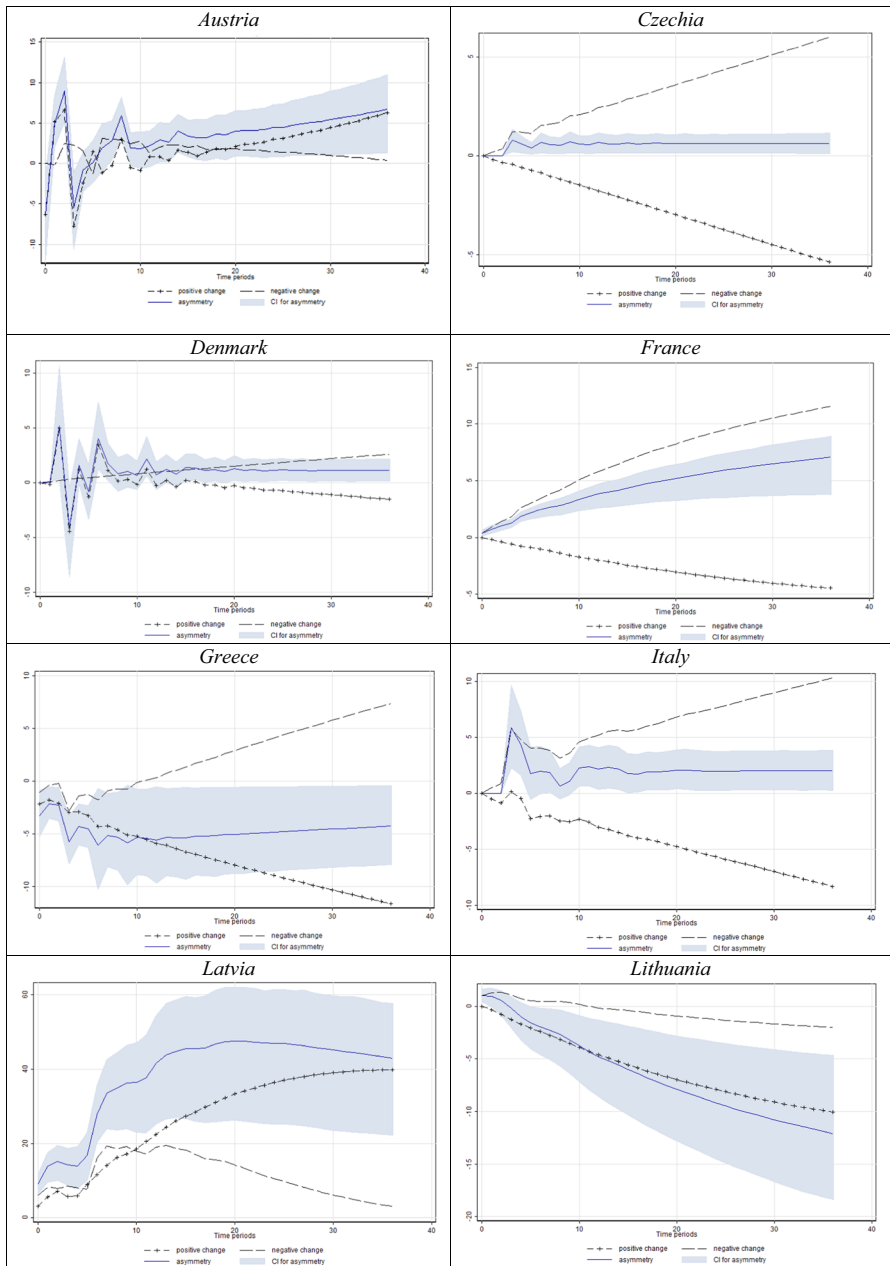 Austria
15
10
5
0
-5
-10
0
10
20
30
40
Time periods
positive change
negative change
asymmetry
CI for asymmetry
Czechia
5
0
-5
0
10
20
30
40
Time periods
positive change
negative change
asymmetry
CI for asymmetry
Denmark
10
5
0
-5
-10
0
10
20
30
40
Time periods
positive change
negative change
asymmetry
CI for asymmetry
France
15
10
5
0
-5
0
10
20
30
40
Time periods
positive change
negative change
asymmetry
CI for asymmetry
Greece
10
5
0
-5
-10
0
10
20
30
40
Time periods
positive change
negative change
asymmetry
CI for asymmetry
Italy
10
5
0
-5
-10
0
10
20
30
40
Time periods
positive change
negative change
asymmetry
CI for asymmetry
Latvia
60
40
20
0
0
10
20
30
40
Time periods
positive change
negative change
asymmetry
CI for asymmetry
Lithuania
0
-5
-10
-15
-20
0
10
20
30
40
Time periods
positive change
negative change
asymmetry
CI for asymmetry